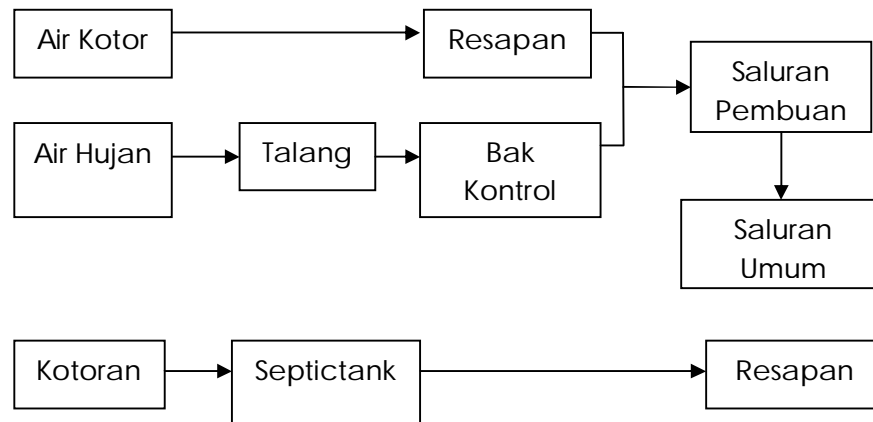 Air Kotor
Resapan
Saluran
Pembuan
Air Hujan
Talang
Bak
Kontrol
Saluran
Umum
Kotoran
Septictank
Resapan